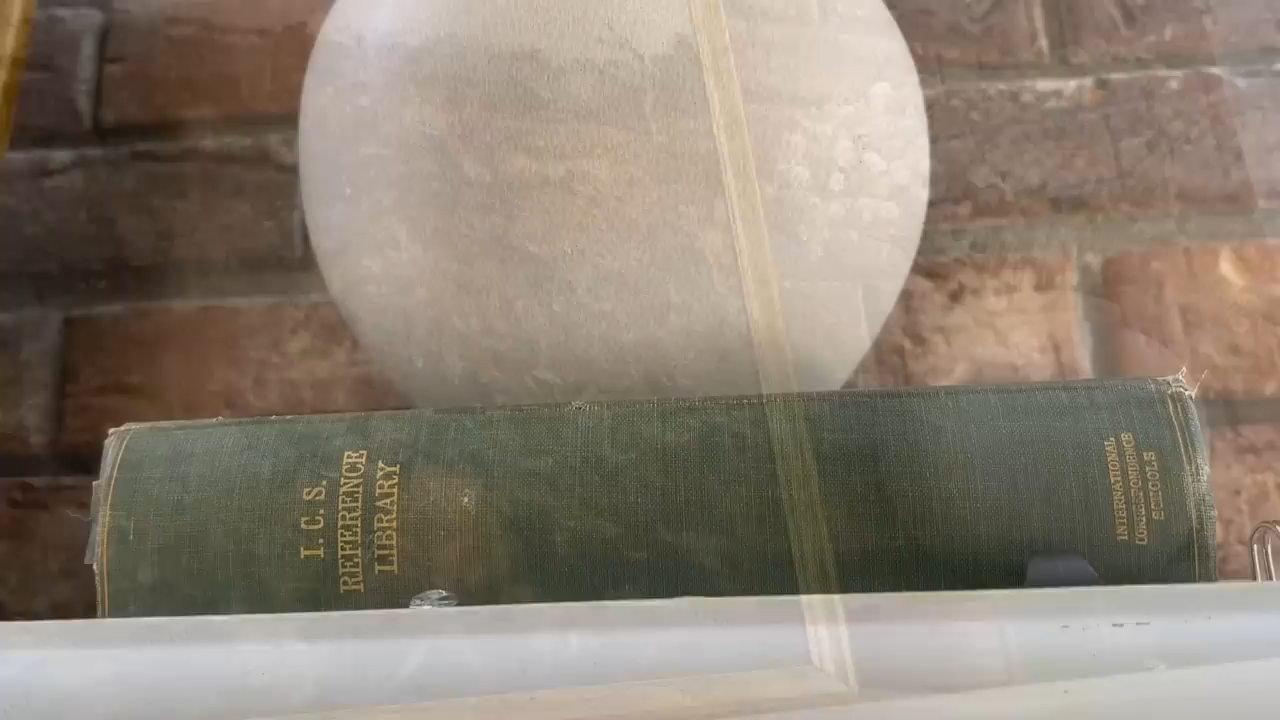 I. C. S.
REFERENCE
LIBRARY
INTERNATIONAL
CORRESPONDENCE
SCHOOLS